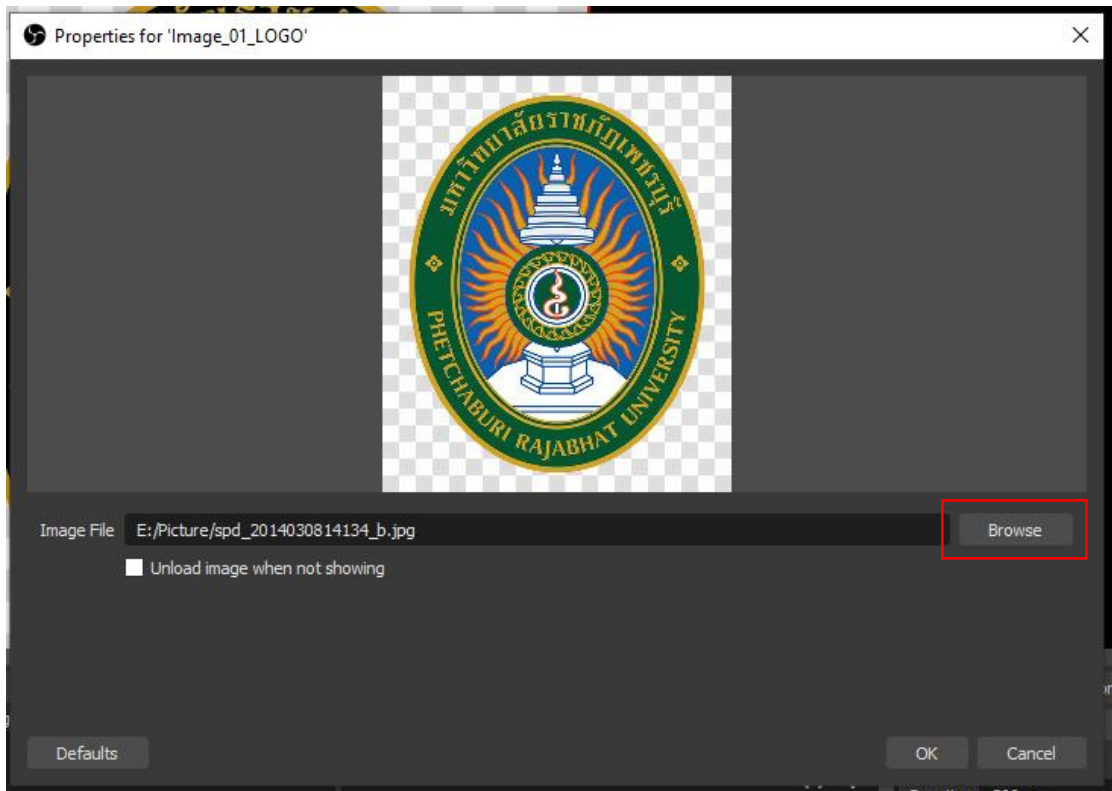 Properties for 'Image_01_LOGO'
มหาวิทยาลัยราชภัฏเพชรบุรี
PHETCHABURI RAJABHAT UNIVERSITY
Image File E:/Picture/spd_2014030814134_b.jpg Browse
Unload image when not showing
Defaults OK Cancel